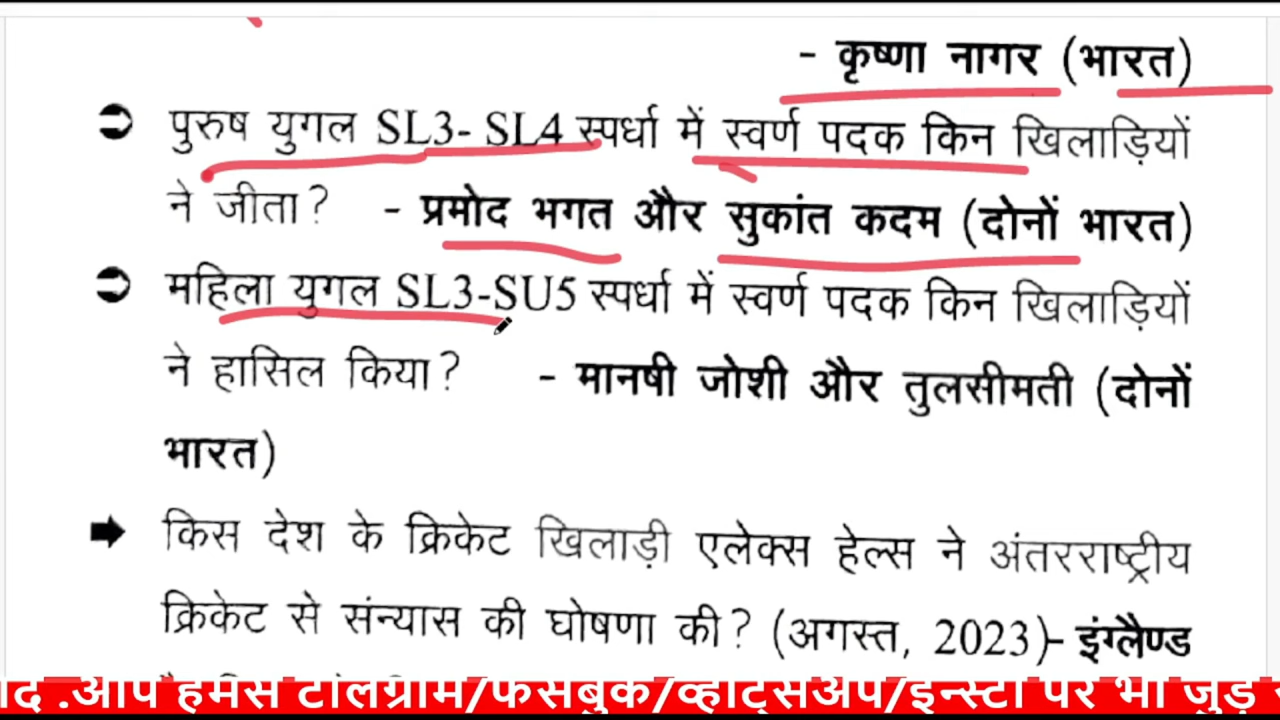 - कृष्णा नागर (भारत)
➲ पुरुष युगल SL3- SL4 स्पर्धा में स्वर्ण पदक किन खिलाड़ियों
ने जीता? - प्रमोद भगत और सुकांत कदम (दोनों भारत)
➲ महिला युगल SL3-SU5 स्पर्धा में स्वर्ण पदक किन खिलाड़ियों
ने हासिल किया? - मानषी जोशी और तुलसीमती (दोनों
भारत)
➡ किस देश के क्रिकेट खिलाड़ी एलेक्स हेल्स ने अंतरराष्ट्रीय
क्रिकेट से संन्यास की घोषणा की? (अगस्त, 2023)- इंग्लैण्ड
.आप हमसे टेलिग्राम/फेसबुक/व्हाट्सअप/इन्स्टा पर भी जुड़